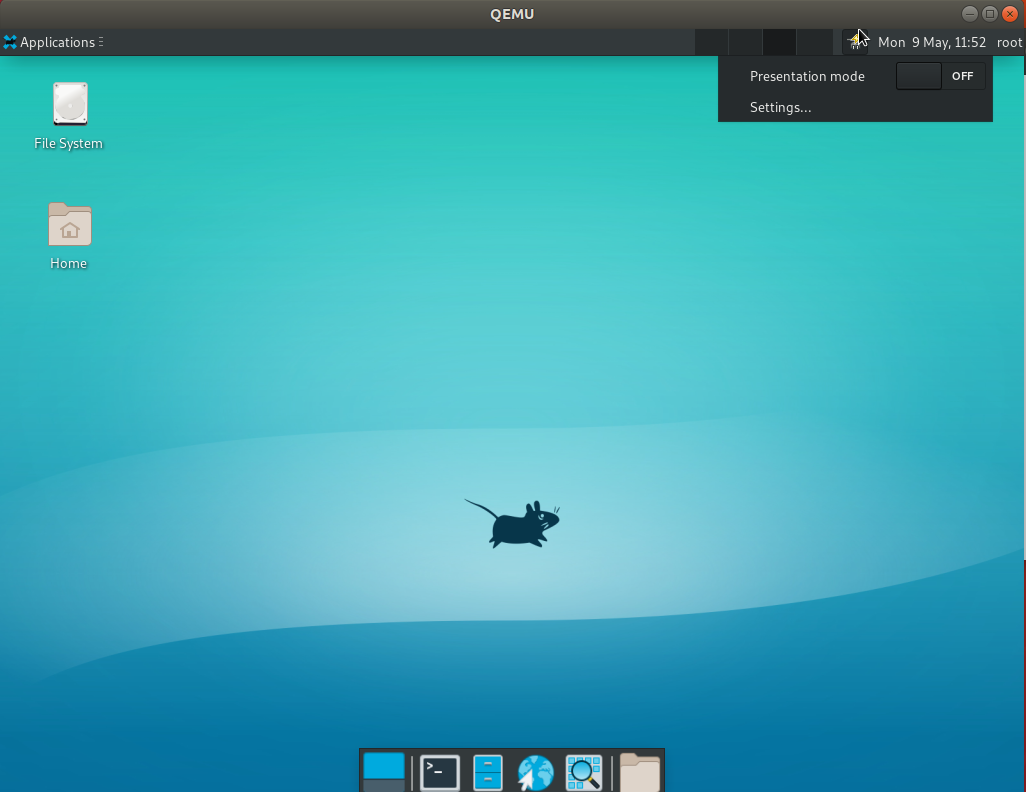 QEMU
Applications
Mon 9 May, 11:52 root
Presentation mode OFF
Settings...
File System
Home
>_